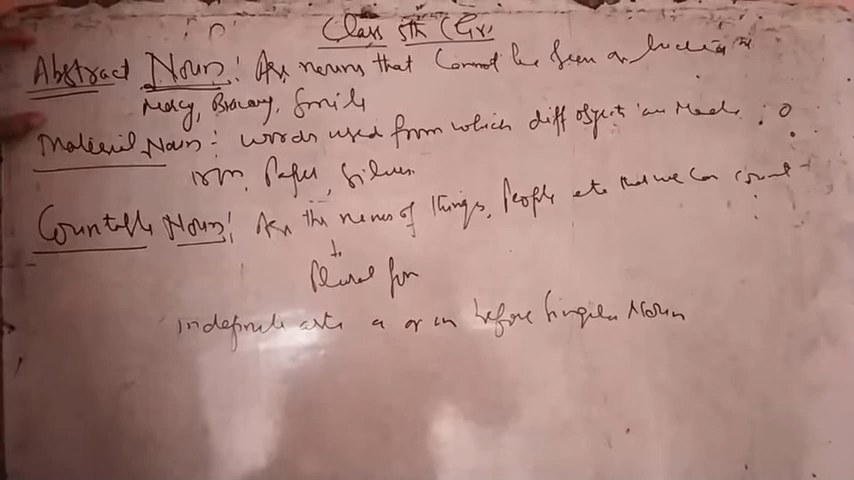 Class 5th (Gr.
Abstract Noun: Are nouns that cannot be seen or
Mercy, Bravery, Smile
Material Noun: words used from which diff objects are Made.
iron, Paper, Silver
Countable Noun: Are the names of things, People etc that we can count
Plural form
indefinite a or an before Singular Noun